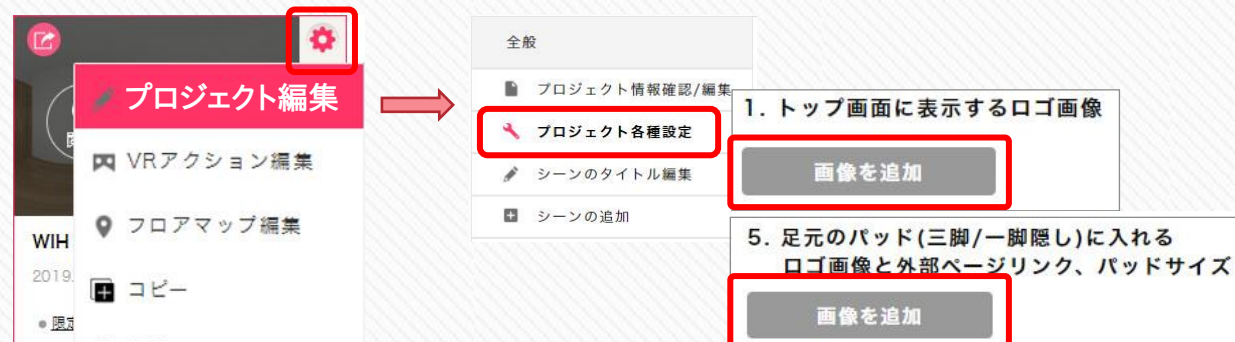 プロジェクト編集
VRアクション編集
フロアマップ編集
コピー
WIH
2019.
限定
全般
プロジェクト情報確認/編集
プロジェクト各種設定
シーンのタイトル編集
シーンの追加
1. トップ画面に表示するロゴ画像
画像を追加
5. 足元のパッド(三脚/一脚隠し)に入れる
ロゴ画像と外部ページリンク、パッドサイズ
画像を追加